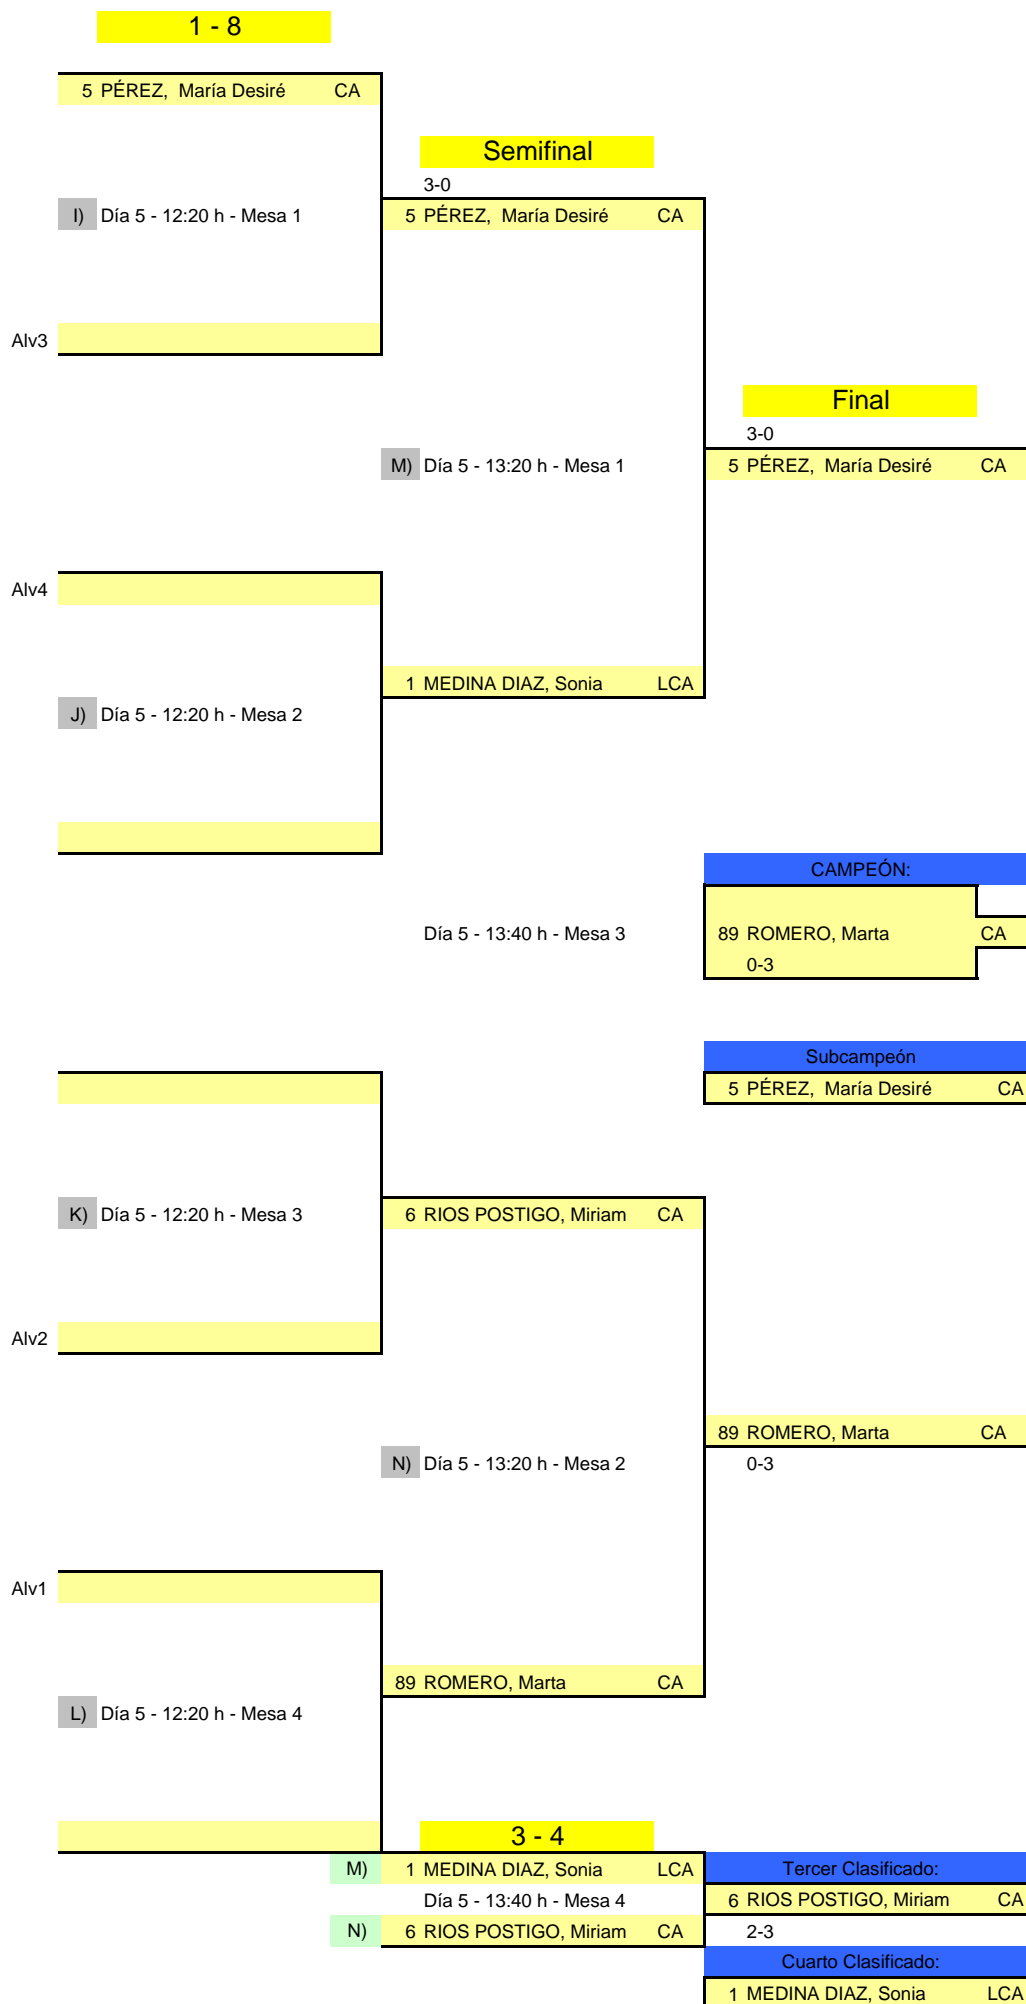 1 - 8
5 PÉREZ, María Desiré CA
Semifinal
3-0
I) Día 5 - 12:20 h - Mesa 1
5 PÉREZ, María Desiré CA
Alv3
Final
3-0
M) Día 5 - 13:20 h - Mesa 1
5 PÉREZ, María Desiré CA
Alv4
1 MEDINA DIAZ, Sonia LCA
J) Día 5 - 12:20 h - Mesa 2
CAMPEÓN:
Día 5 - 13:40 h - Mesa 3
89 ROMERO, Marta CA
0-3
Subcampeón
5 PÉREZ, María Desiré CA
K) Día 5 - 12:20 h - Mesa 3
6 RIOS POSTIGO, Miriam CA
Alv2
89 ROMERO, Marta CA
N) Día 5 - 13:20 h - Mesa 2
0-3
Alv1
89 ROMERO, Marta CA
L) Día 5 - 12:20 h - Mesa 4
3 - 4
M) 1 MEDINA DIAZ, Sonia LCA
Tercer Clasificado:
Día 5 - 13:40 h - Mesa 4
6 RIOS POSTIGO, Miriam CA
N) 6 RIOS POSTIGO, Miriam CA
2-3
Cuarto Clasificado:
1 MEDINA DIAZ, Sonia LCA